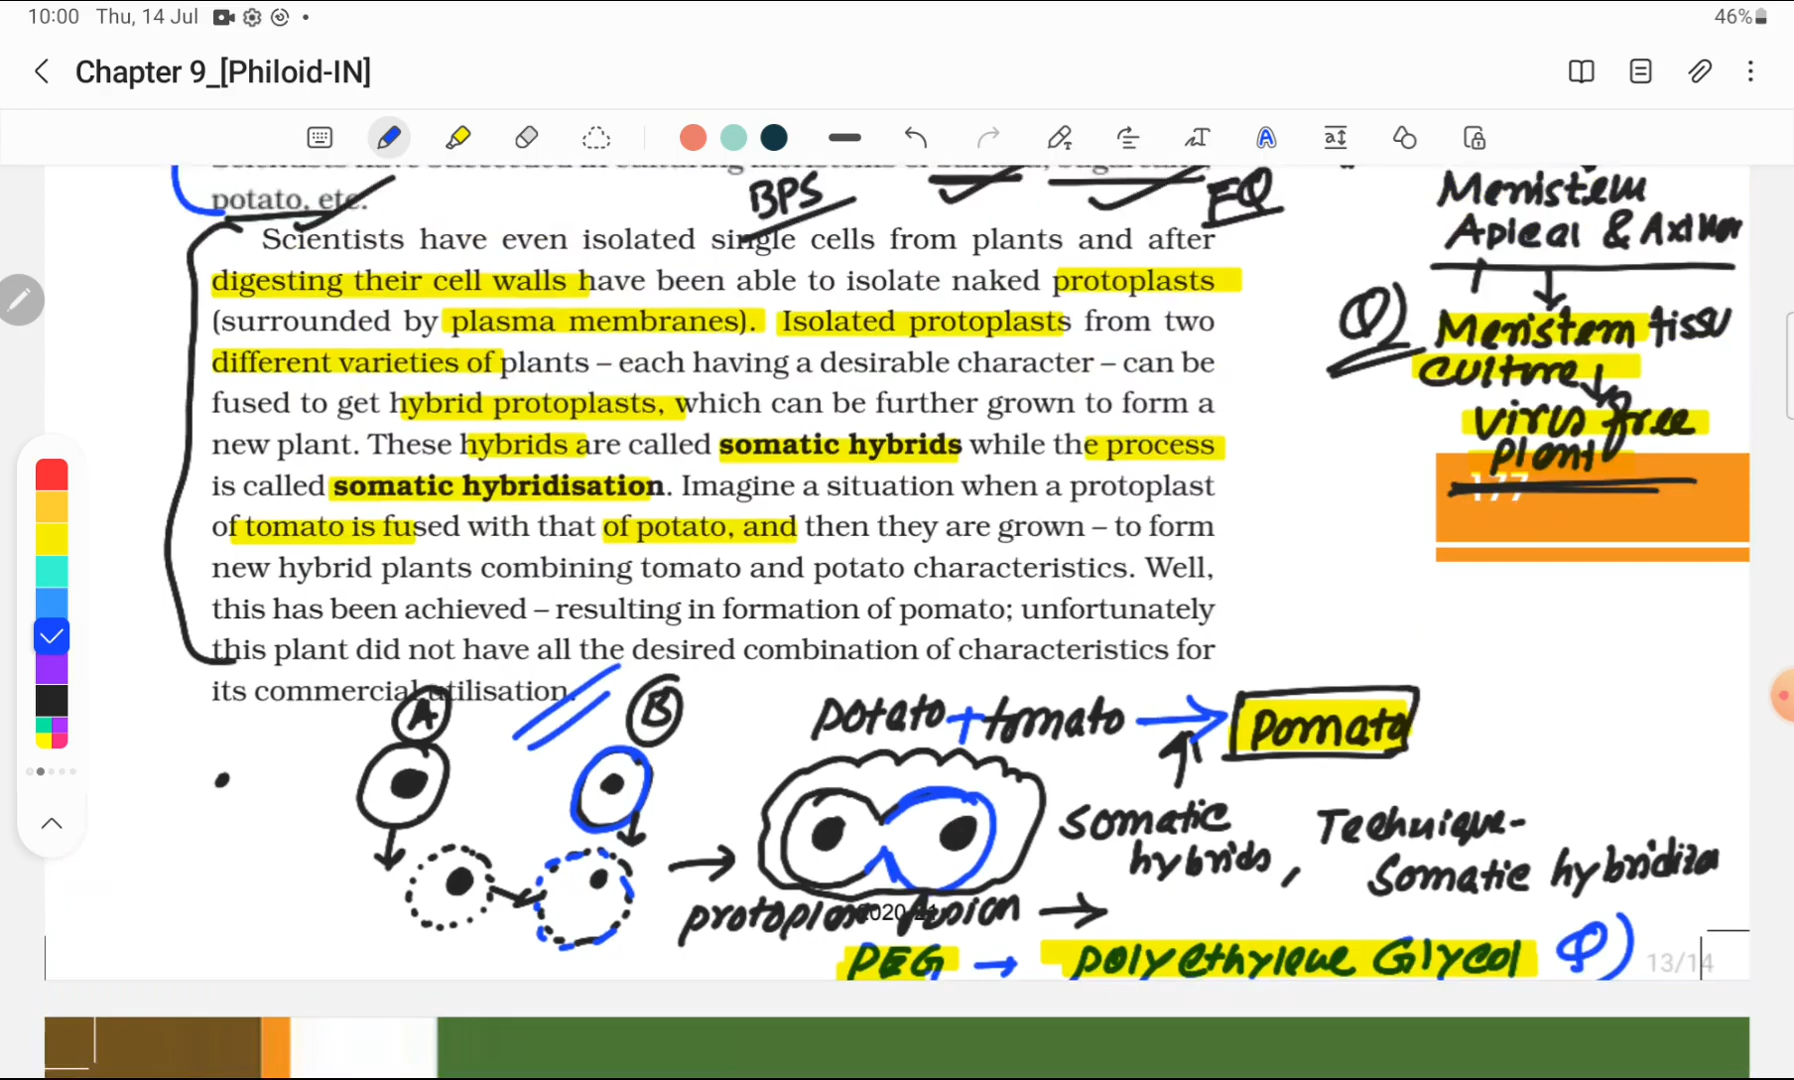 10:00 Thu, 14 Jul
46%
Chapter 9_[Philoid-IN]
potato, etc.
BPS
EQ
Scientists have even isolated single cells from plants and after
digesting their cell walls have been able to isolate naked protoplasts
(surrounded by plasma membranes). Isolated protoplasts from two
different varieties of plants – each having a desirable character – can be
fused to get hybrid protoplasts, which can be further grown to form a
new plant. These hybrids are called somatic hybrids while the process
is called somatic hybridisation. Imagine a situation when a protoplast
of tomato is fused with that of potato, and then they are grown – to form
new hybrid plants combining tomato and potato characteristics. Well,
this has been achieved – resulting in formation of pomato; unfortunately
this plant did not have all the desired combination of characteristics for
its commercial utilisation.
Meristem
Apical &
Q)
Meristem tissu
culture
virus free
plant
177
A
B
potato + tomato → Pomato
somatic
hybrids,
Technique-
Somatic
fusion
2020-21
PEG → polyethylene Glycol
13/14